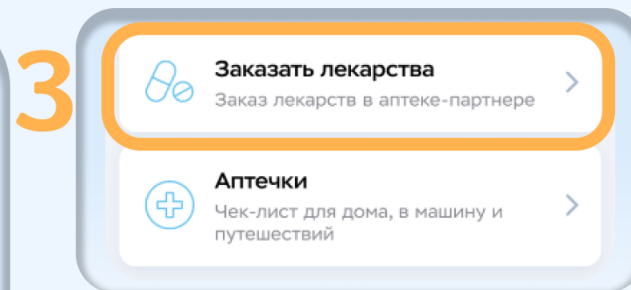 3
Заказать лекарства
Заказ лекарств в аптеке-партнере
Аптечки
Чек-лист для дома, в машину и
путешествий